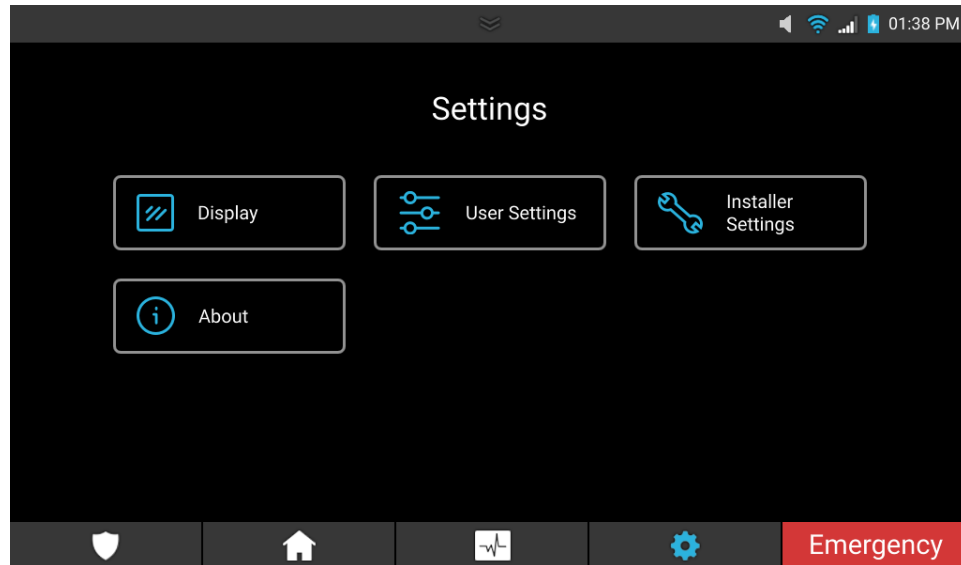 01:38 PM
Settings
Display
User Settings
Installer
Settings
About
Emergency